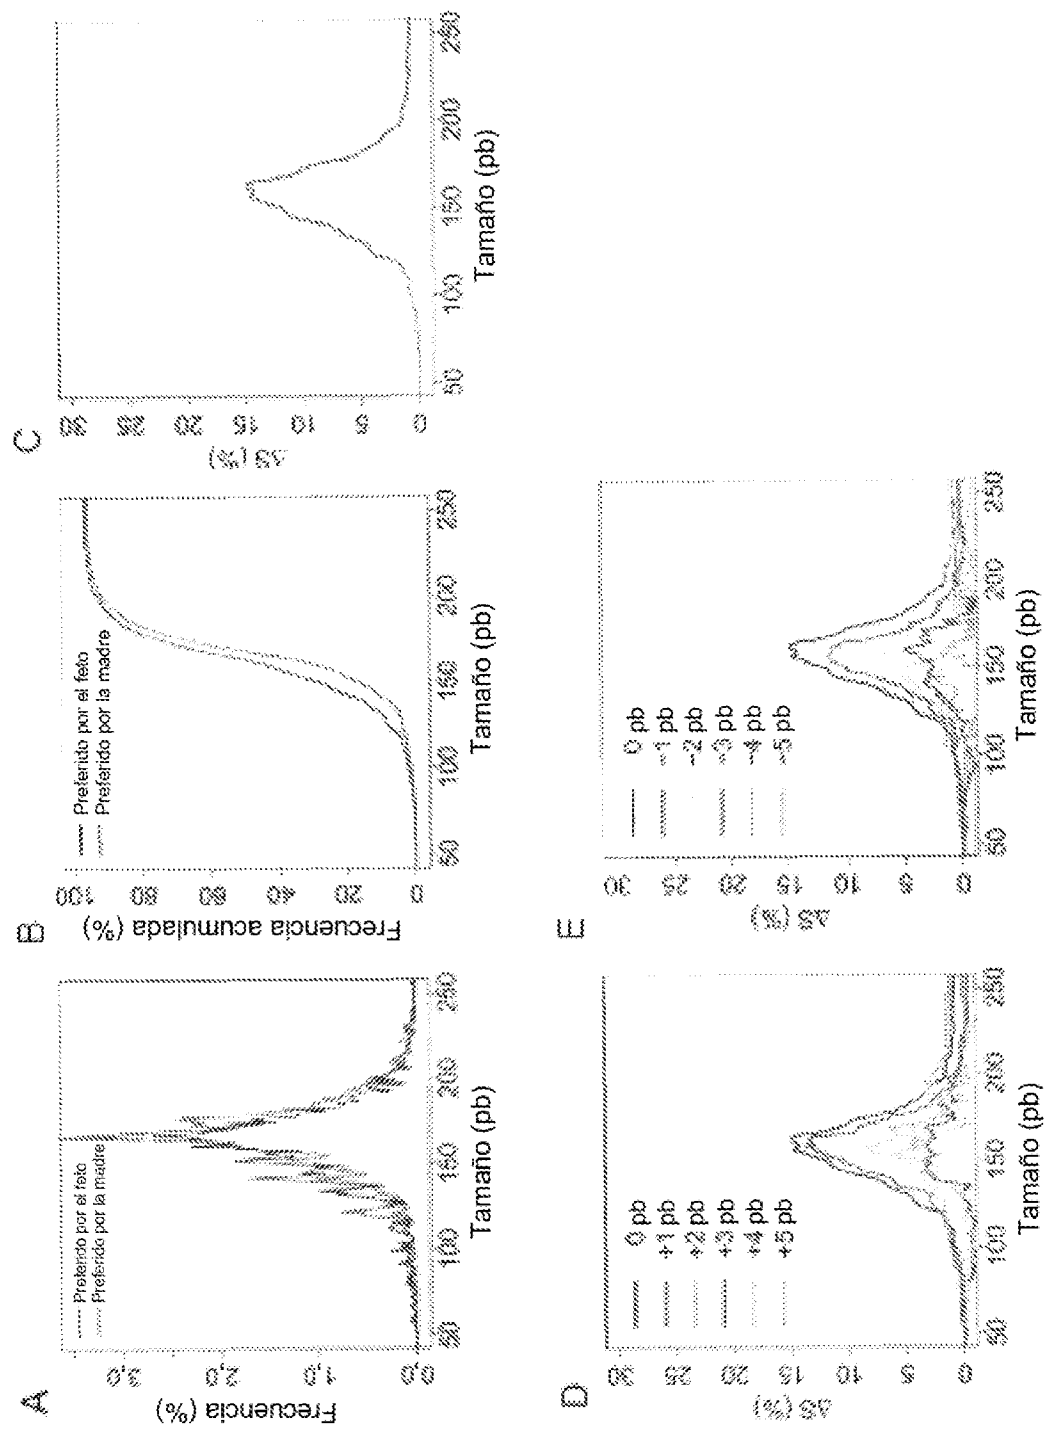 A
Frecuencia (%)
3,0
2,0
1,0
0,0
Preferido por el feto
Preferido por la madre
50
100
150
200
250
Tamaño (pb)
B
Frecuencia acumulada (%)
100
80
60
40
20
0
Preferido por el feto
Preferido por la madre
50
100
150
200
250
Tamaño (pb)
C
ΔS (%)
30
25
20
15
10
5
0
50
100
150
200
250
Tamaño (pb)
D
ΔS (%)
30
25
20
15
10
5
0
0 pb
+1 pb
+2 pb
+3 pb
+4 pb
+5 pb
50
100
150
200
250
Tamaño (pb)
E
ΔS (%)
30
25
20
15
10
5
0
0 pb
-1 pb
-2 pb
-3 pb
-4 pb
-5 pb
50
100
150
200
250
Tamaño (pb)